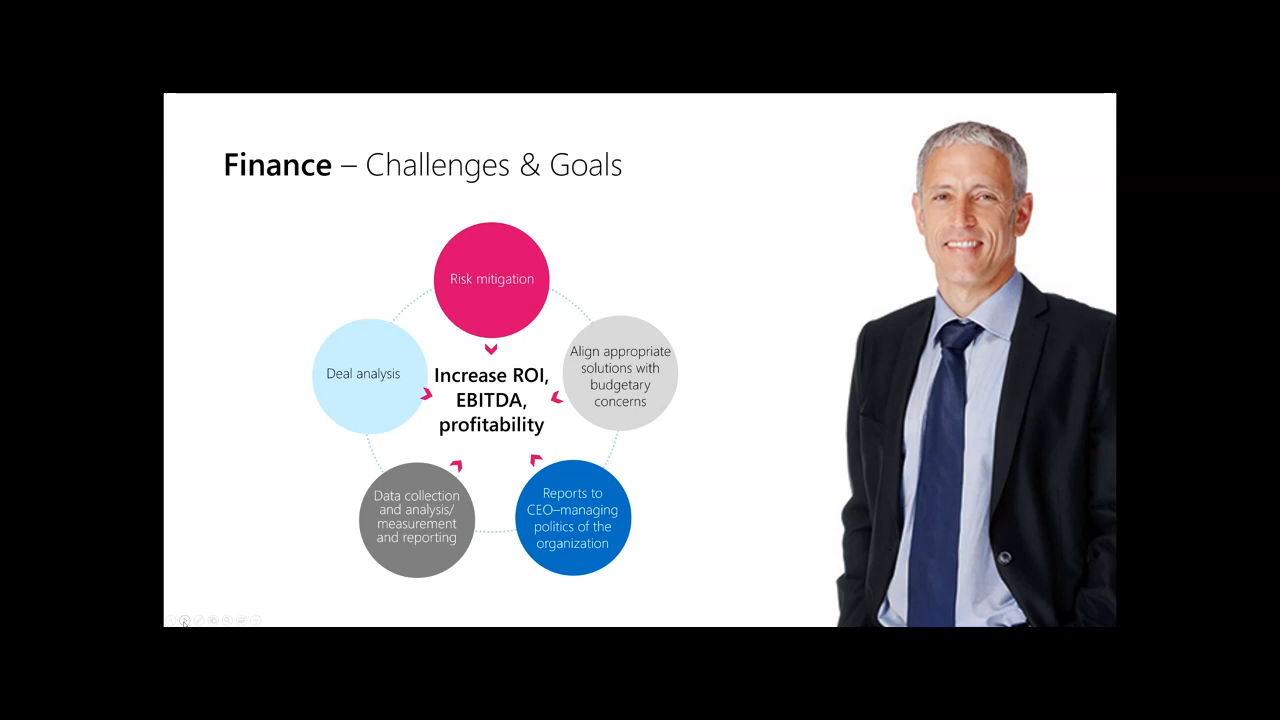 Finance – Challenges & Goals
Risk mitigation
Align appropriate
solutions with
budgetary
concerns
Deal analysis
Increase ROI,
EBITDA,
profitability
Data collection
and analysis/
measurement
and reporting
Reports to
CEO–managing
politics of the
organization